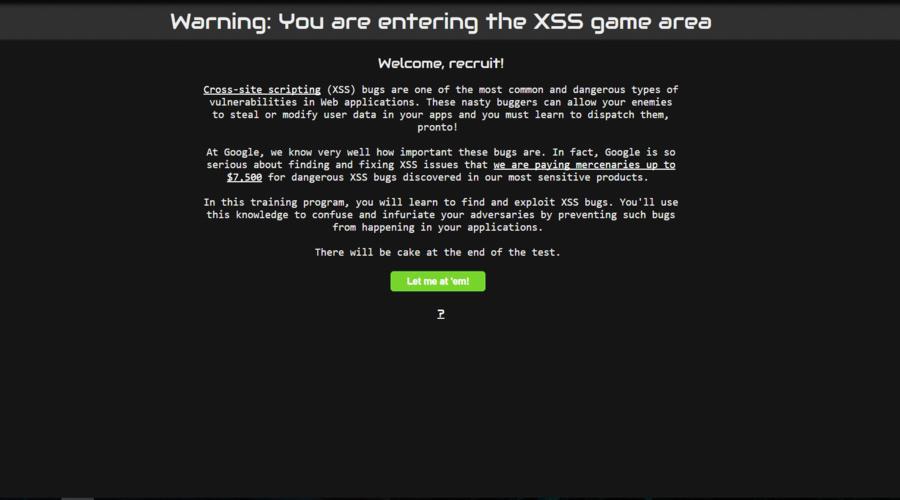 Warning: You are entering the XSS game area
Welcome, recruit!
Cross-site scripting (XSS) bugs are one of the most common and dangerous types of
vulnerabilities in Web applications. These nasty buggers can allow your enemies
to steal or modify user data in your apps and you must learn to dispatch them,
pronto!
At Google, we know very well how important these bugs are. In fact, Google is so
serious about finding and fixing XSS issues that we are paying mercenaries up to
$7,500 for dangerous XSS bugs discovered in our most sensitive products.
In this training program, you will learn to find and exploit XSS bugs. You'll use
this knowledge to confuse and infuriate your adversaries by preventing such bugs
from happening in your applications.
There will be cake at the end of the test.
Let me at 'em!
?